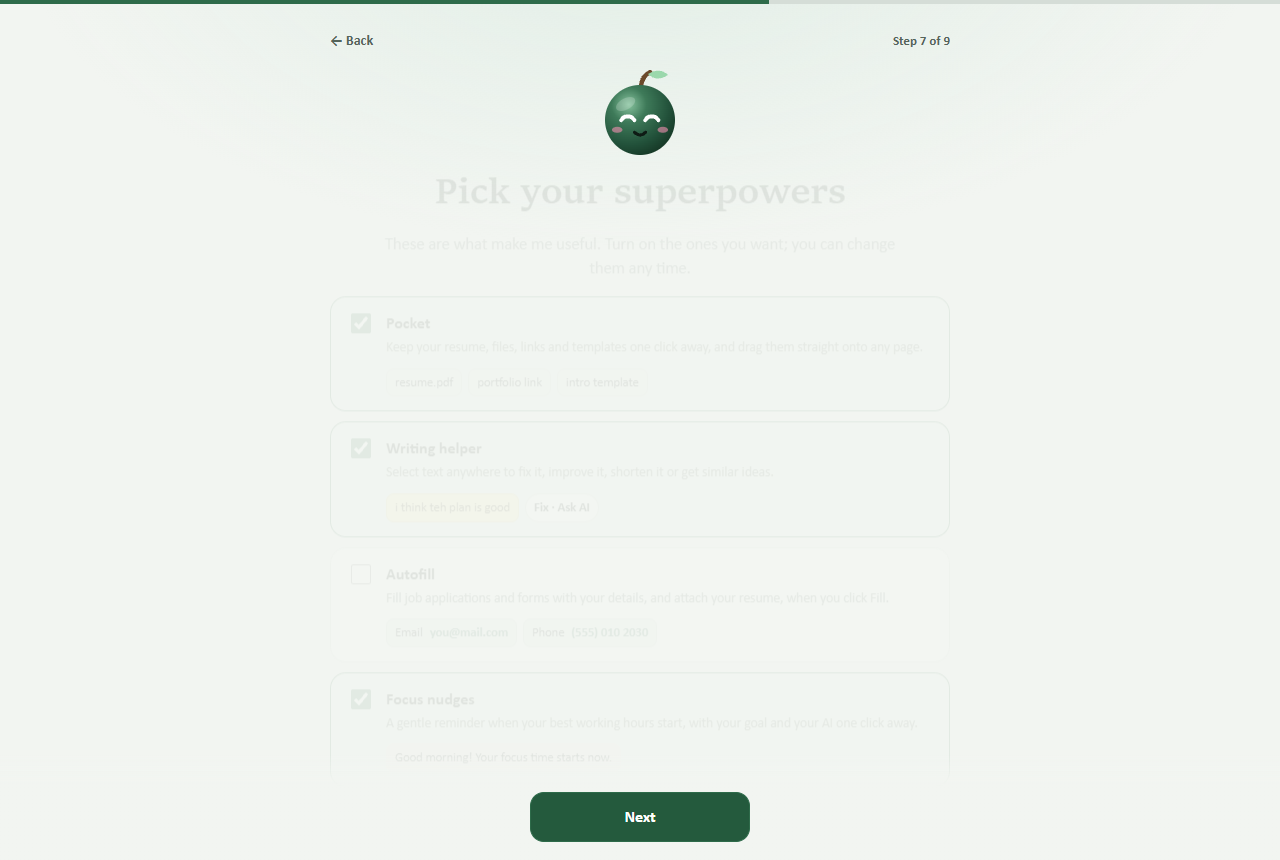 Back
Step 7 of 9
Pick your superpowers
These are what make me useful. Turn on the ones you want; you can change
them any time.
Pocket
Keep your resume, files, links and templates one click away, and drag them straight onto any page.
resume.pdf portfolio link intro template
Writing helper
Select text anywhere to fix it, improve it, shorten it or get similar ideas.
i think teh plan is good Fix · Ask AI
Autofill
Fill job applications and forms with your details, and attach your resume, when you click Fill.
Email you@mail.com Phone (555) 010 2030
Focus nudges
A gentle reminder when your best working hours start, with your goal and your AI one click away.
Good morning! Your focus time starts now.
Next